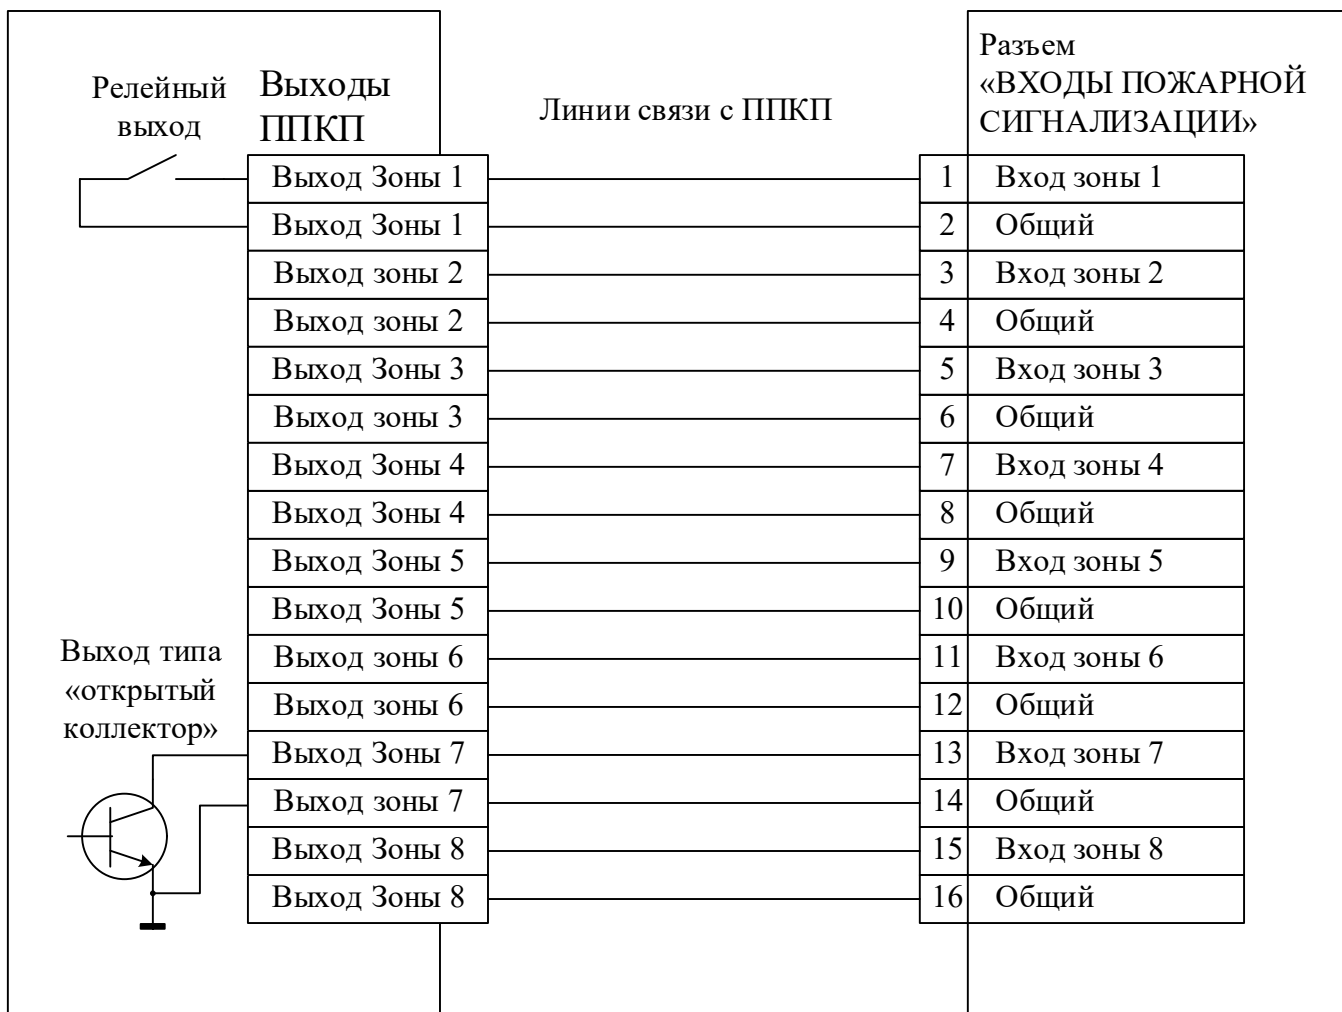 Релейный
выход
Выходы
ППКП
Линии связи с ППКП
Разъем
«ВХОДЫ ПОЖАРНОЙ
СИГНАЛИЗАЦИИ»
Выход Зоны 1 1 Вход зоны 1
Выход Зоны 1 2 Общий
Выход зоны 2 3 Вход зоны 2
Выход зоны 2 4 Общий
Выход Зоны 3 5 Вход зоны 3
Выход зоны 3 6 Общий
Выход Зоны 4 7 Вход зоны 4
Выход Зоны 4 8 Общий
Выход Зоны 5 9 Вход зоны 5
Выход Зоны 5 10 Общий
Выход зоны 6 11 Вход зоны 6
Выход зоны 6 12 Общий
Выход Зоны 7 13 Вход зоны 7
Выход зоны 7 14 Общий
Выход Зоны 8 15 Вход зоны 8
Выход Зоны 8 16 Общий
Выход типа
«открытый
коллектор»